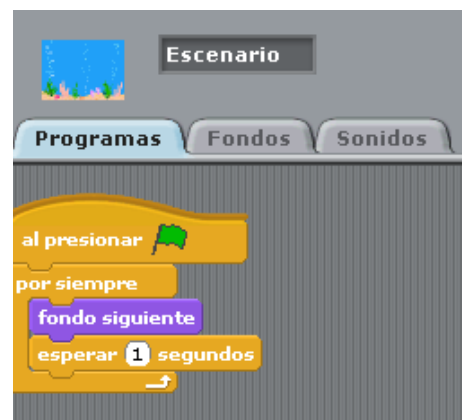 Escenario
Programas Fondos Sonidos
al presionar
por siempre
fondo siguiente
esperar 1 segundos